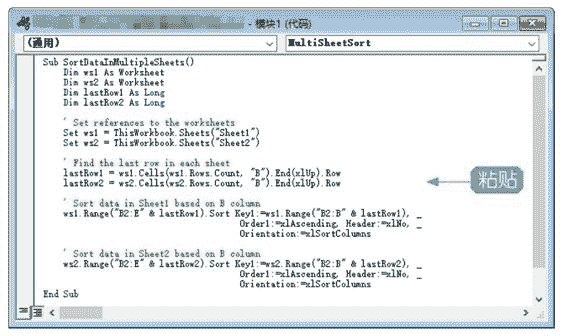 - 模块1 (代码)
(通用)
MultiSheetSort
Sub SortDataInMultipleSheets()
Dim ws1 As Worksheet
Dim ws2 As Worksheet
Dim lastRow1 As Long
Dim lastRow2 As Long
' Set references to the worksheets
Set ws1 = ThisWorkbook.Sheets("Sheet1")
Set ws2 = ThisWorkbook.Sheets("Sheet2")
' Find the last row in each sheet
lastRow1 = ws1.Cells(ws1.Rows.Count, "B").End(xlUp).Row
lastRow2 = ws2.Cells(ws2.Rows.Count, "B").End(xlUp).Row
粘贴
' Sort data in Sheet1 based on B column
ws1.Range("B2:E" & lastRow1).Sort Key1:=ws1.Range("B2:B" & lastRow1), _
Order1:=xlAscending, Header:=xlNo, _
Orientation:=xlSortColumns
' Sort data in Sheet2 based on B column
ws2.Range("B2:E" & lastRow2).Sort Key1:=ws2.Range("B2:B" & lastRow2), _
Order1:=xlAscending, Header:=xlNo, _
Orientation:=xlSortColumns
End Sub